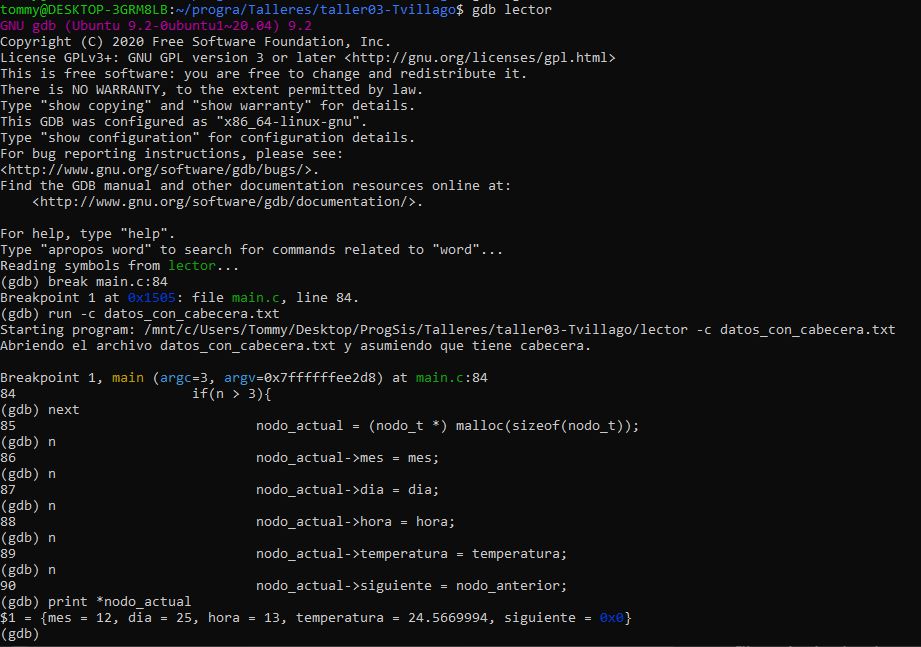 tommy@DESKTOP-3GRM8LB:~/progra/Talleres/taller03-Tvillago$ gdb lector
GNU gdb (Ubuntu 9.2-0ubuntu1~20.04) 9.2
Copyright (C) 2020 Free Software Foundation, Inc.
License GPLv3+: GNU GPL version 3 or later <http://gnu.org/licenses/gpl.html>
This is free software: you are free to change and redistribute it.
There is NO WARRANTY, to the extent permitted by law.
Type "show copying" and "show warranty" for details.
This GDB was configured as "x86_64-linux-gnu".
Type "show configuration" for configuration details.
For bug reporting instructions, please see:
<http://www.gnu.org/software/gdb/bugs/>.
Find the GDB manual and other documentation resources online at:
    <http://www.gnu.org/software/gdb/documentation/>.

For help, type "help".
Type "apropos word" to search for commands related to "word"...
Reading symbols from lector...
(gdb) break main.c:84
Breakpoint 1 at 0x1505: file main.c, line 84.
(gdb) run -c datos_con_cabecera.txt
Starting program: /mnt/c/Users/Tommy/Desktop/ProgSis/Talleres/taller03-Tvillago/lector -c datos_con_cabecera.txt
Abriendo el archivo datos_con_cabecera.txt y asumiendo que tiene cabecera.

Breakpoint 1, main (argc=3, argv=0x7ffffffee2d8) at main.c:84
84                      if(n > 3){
(gdb) next
85                              nodo_actual = (nodo_t *) malloc(sizeof(nodo_t));
(gdb) n
86                              nodo_actual->mes = mes;
(gdb) n
87                              nodo_actual->dia = dia;
(gdb) n
88                              nodo_actual->hora = hora;
(gdb) n
89                              nodo_actual->temperatura = temperatura;
(gdb) n
90                              nodo_actual->siguiente = nodo_anterior;
(gdb) print *nodo_actual
$1 = {mes = 12, dia = 25, hora = 13, temperatura = 24.5669994, siguiente = 0x0}
(gdb)